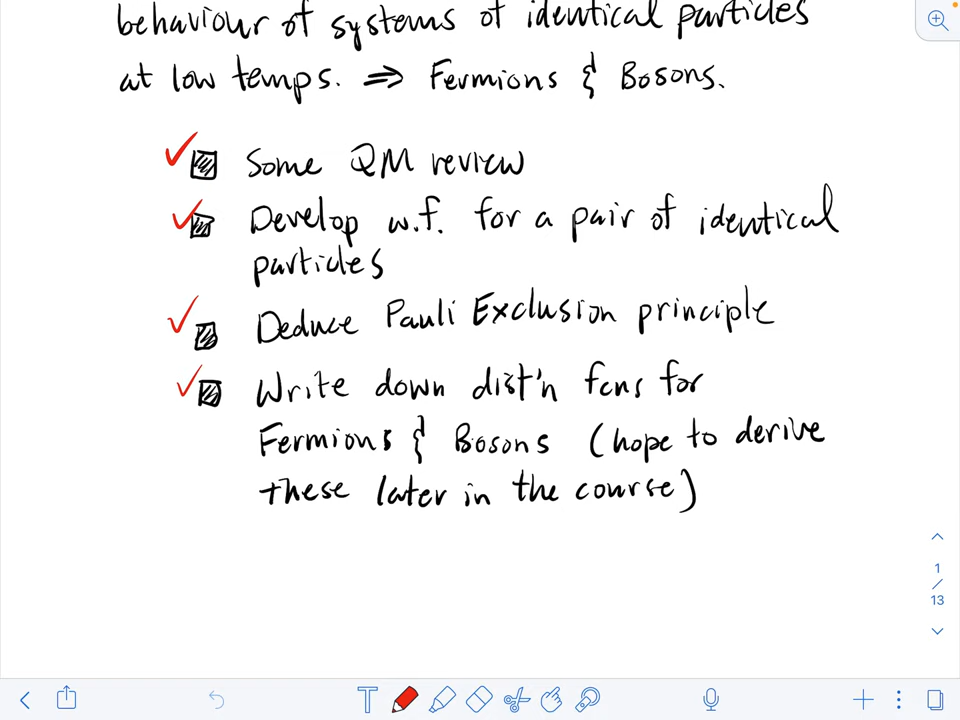 behaviour of systems of identical particles
at low temps. ⇒ Fermions & Bosons.
Some QM review
Develop w.f. for a pair of identical
particles
Deduce Pauli Exclusion principle
Write down dist'n fcns for
Fermions & Bosons (hope to derive
these later in the course)
1
/
13
T